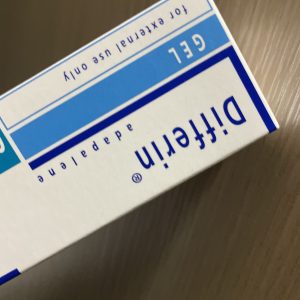 Differin®
adapalene
GEL
for external use only